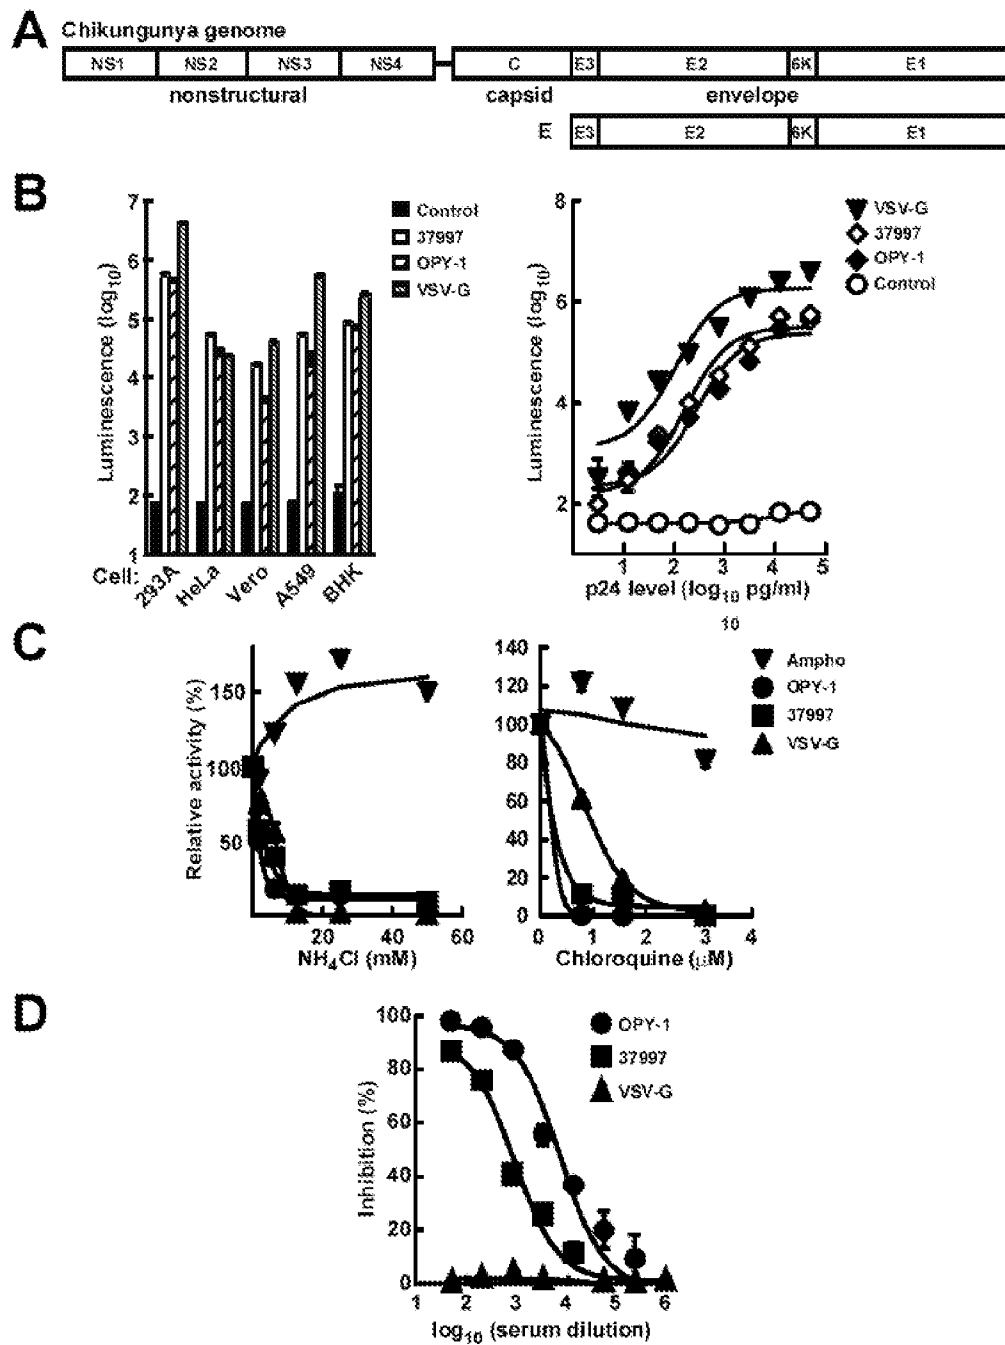 A
Chikungunya genome
NS1 NS2 NS3 NS4 C E3 E2 6K E1
nonstructural capsid envelope
E E3 E2 6K E1
B
7
6
5
4
3
2
1
Luminescence (log10)
Control
37997
OPY-1
VSV-G
Cell: 293A HeLa Vero A549 BHK
8
6
4
2
Luminescence (log10)
VSV-G
37997
OPY-1
Control
1 2 3 4 5
p24 level (log10 pg/ml)
10
C
150
100
50
Relative activity (%)
20 40 60
NH4Cl (mM)
140
120
100
80
60
40
20
0
0 1 2 3 4
Chloroquine (μM)
Ampho
OPY-1
37997
VSV-G
D
100
80
60
40
20
0
Inhibition (%)
OPY-1
37997
VSV-G
1 2 3 4 5 6
log10 (serum dilution)